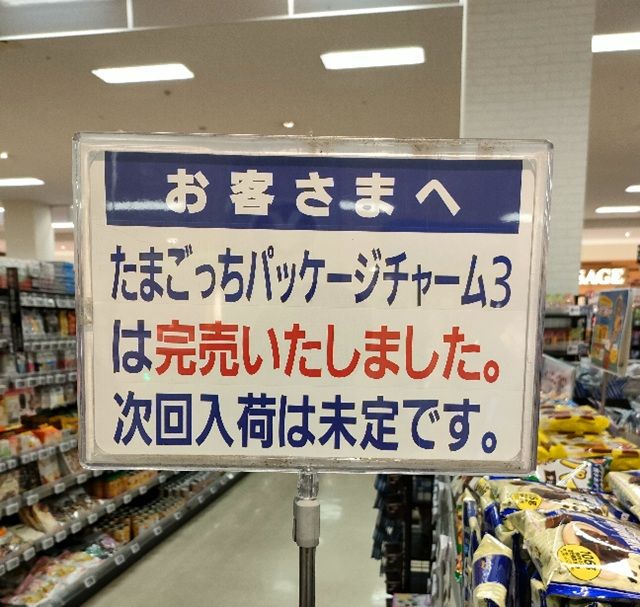 お客さまへ
たまごっちパッケージチャーム3
は完売いたしました。
次回入荷は未定です。